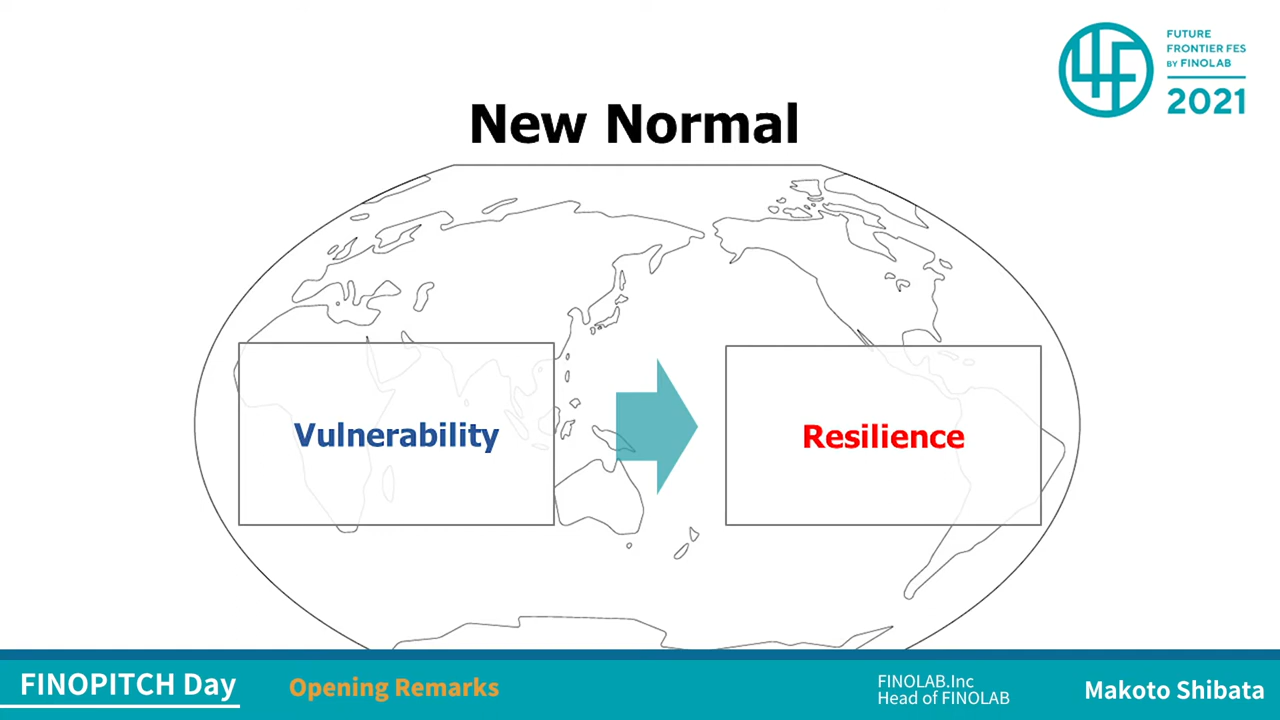 FUTURE
FRONTIER FES
BY FINOLAB
2021
4F
New Normal
Vulnerability
Resilience
FINOPITCH Day
Opening Remarks
FINOLAB.Inc
Head of FINOLAB
Makoto Shibata